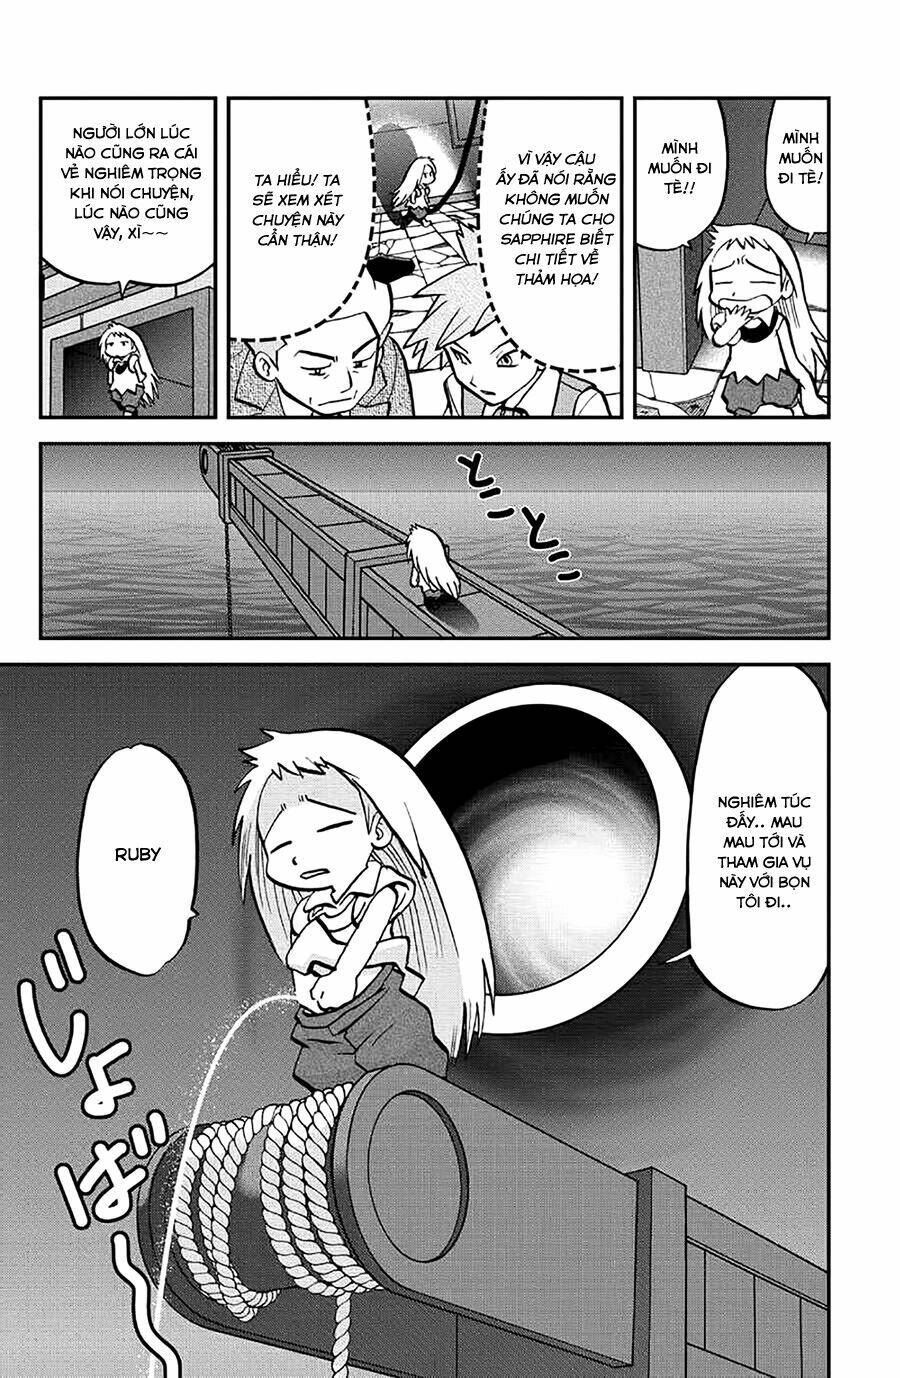 MÌNH
MUỐN
ĐI TÈ!
MÌNH
MUỐN ĐI
TÈ!!
VÌ VẬY CẬU
ẤY ĐÃ NÓI RẰNG
KHÔNG MUỐN
CHÚNG TA CHO
SAPPHIRE BIẾT
CHI TIẾT VỀ
THẢM HỌA!
TA HIỂU! TA
SẼ XEM XÉT
CHUYỆN NÀY
CẨN THẬN!
NGƯỜI LỚN LÚC
NÀO CŨNG RA CÁI
VẺ NGHIÊM TRỌNG
KHI NÓI CHUYỆN,
LÚC NÀO CŨNG
VẬY, XÌ~~
とことこ
NGHIÊM TÚC
ĐẤY.. MAU
MAU TỚI VÀ
THAM GIA VỤ
NÀY VỚI BỌN
TÔI ĐI..
RUBY
じょば〜